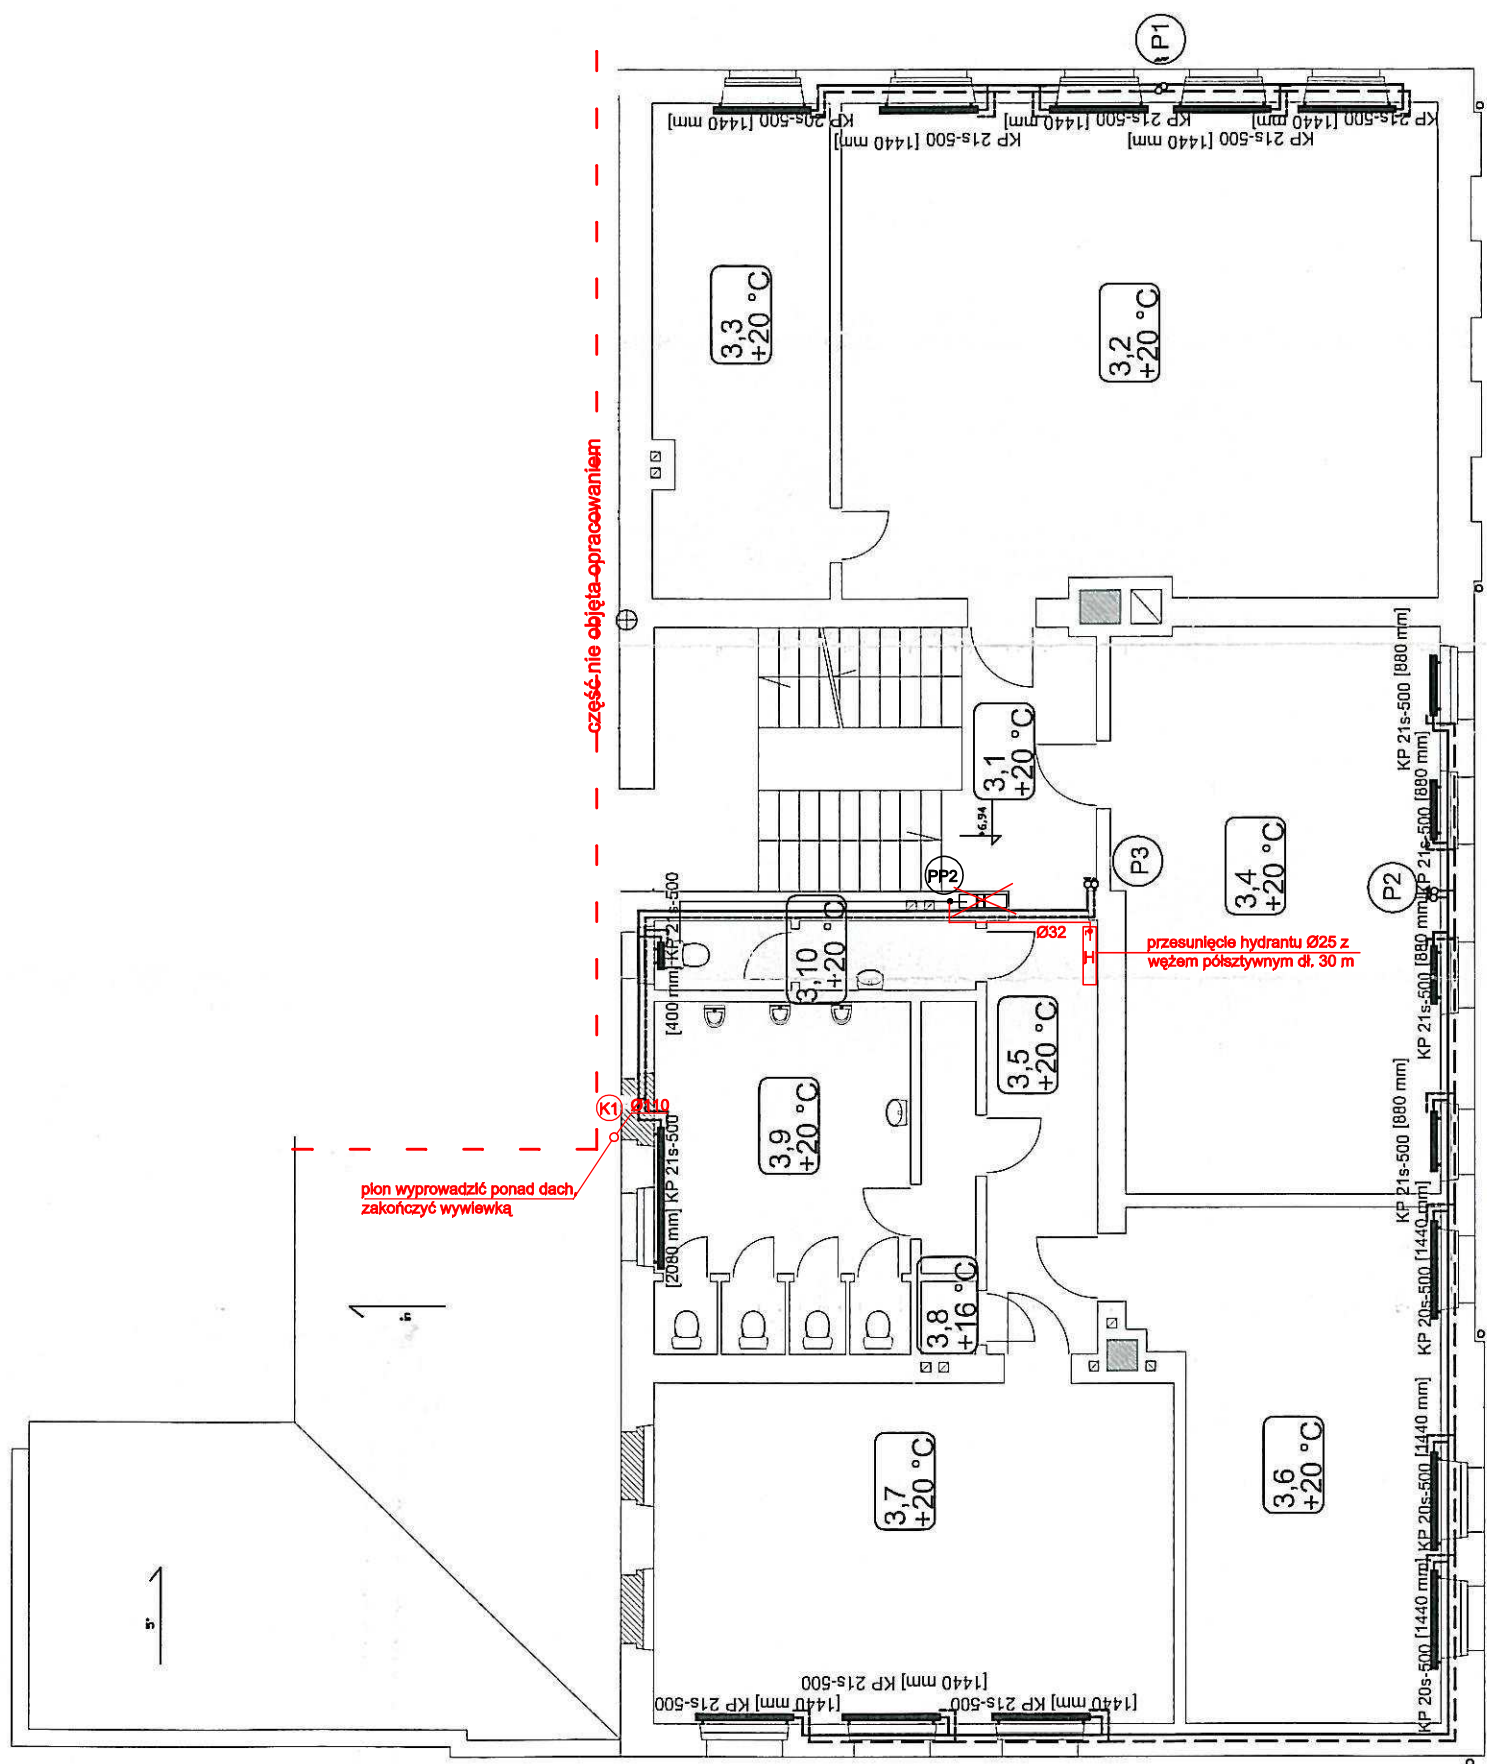 P1
KP 20s-500 [1440 mm]
KP 21s-500 [1440 mm]
KP 21s-500 [1440 mm]
KP 21s-500 [1440 mm]
KP 21s-500 [1440 mm]
3,3
+20 °C
3,2
+20 °C
część nie objęta opracowaniem
3,1
+20 °C
+6,94
PP2
P3
3,4
+20 °C
P2
KP 21s-500 [880 mm]
KP 21s-500 [880 mm]
KP 21s-500 [880 mm]
KP 21s-500 [880 mm]
[400 mm] KP 21s-500
3,10
+20 °C
Ø32
H
przesunięcie hydrantu Ø25 z
wężem półsztywnym dł. 30 m
3,5
+20 °C
K1
Ø110
3,9
+20 °C
[2080 mm] KP 21s-500
pion wyprowadzić ponad dach,
zakończyć wywiewką
3,8
+16 °C
KP 20s-500 [1440 mm]
KP 20s-500 [1440 mm]
KP 20s-500 [1440 mm]
3,7
+20 °C
3,6
+20 °C
5°
[1440 mm] KP 21s-500
[1440 mm] KP 21s-500
[1440 mm] KP 21s-500